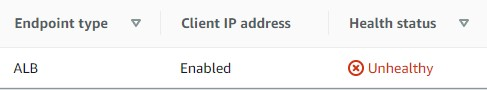 Endpoint type Client IP address Health status
ALB Enabled Unhealthy